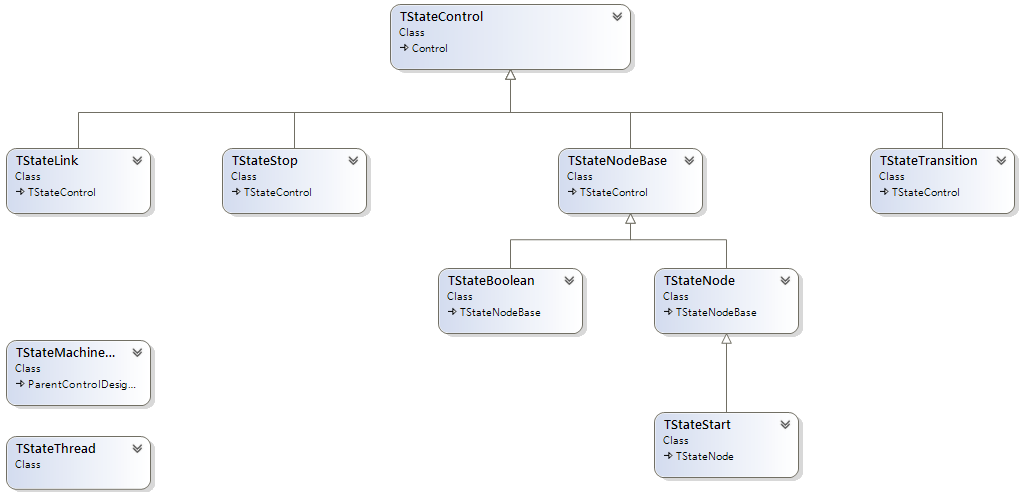 TStateControl
Class
Control
TStateLink
Class
TStateControl
TStateStop
Class
TStateControl
TStateNodeBase
Class
TStateControl
TStateTransition
Class
TStateControl
TStateBoolean
Class
TStateNodeBase
TStateNode
Class
TStateNodeBase
TStateMachine...
Class
ParentControlDesig...
TStateStart
Class
TStateNode
TStateThread
Class